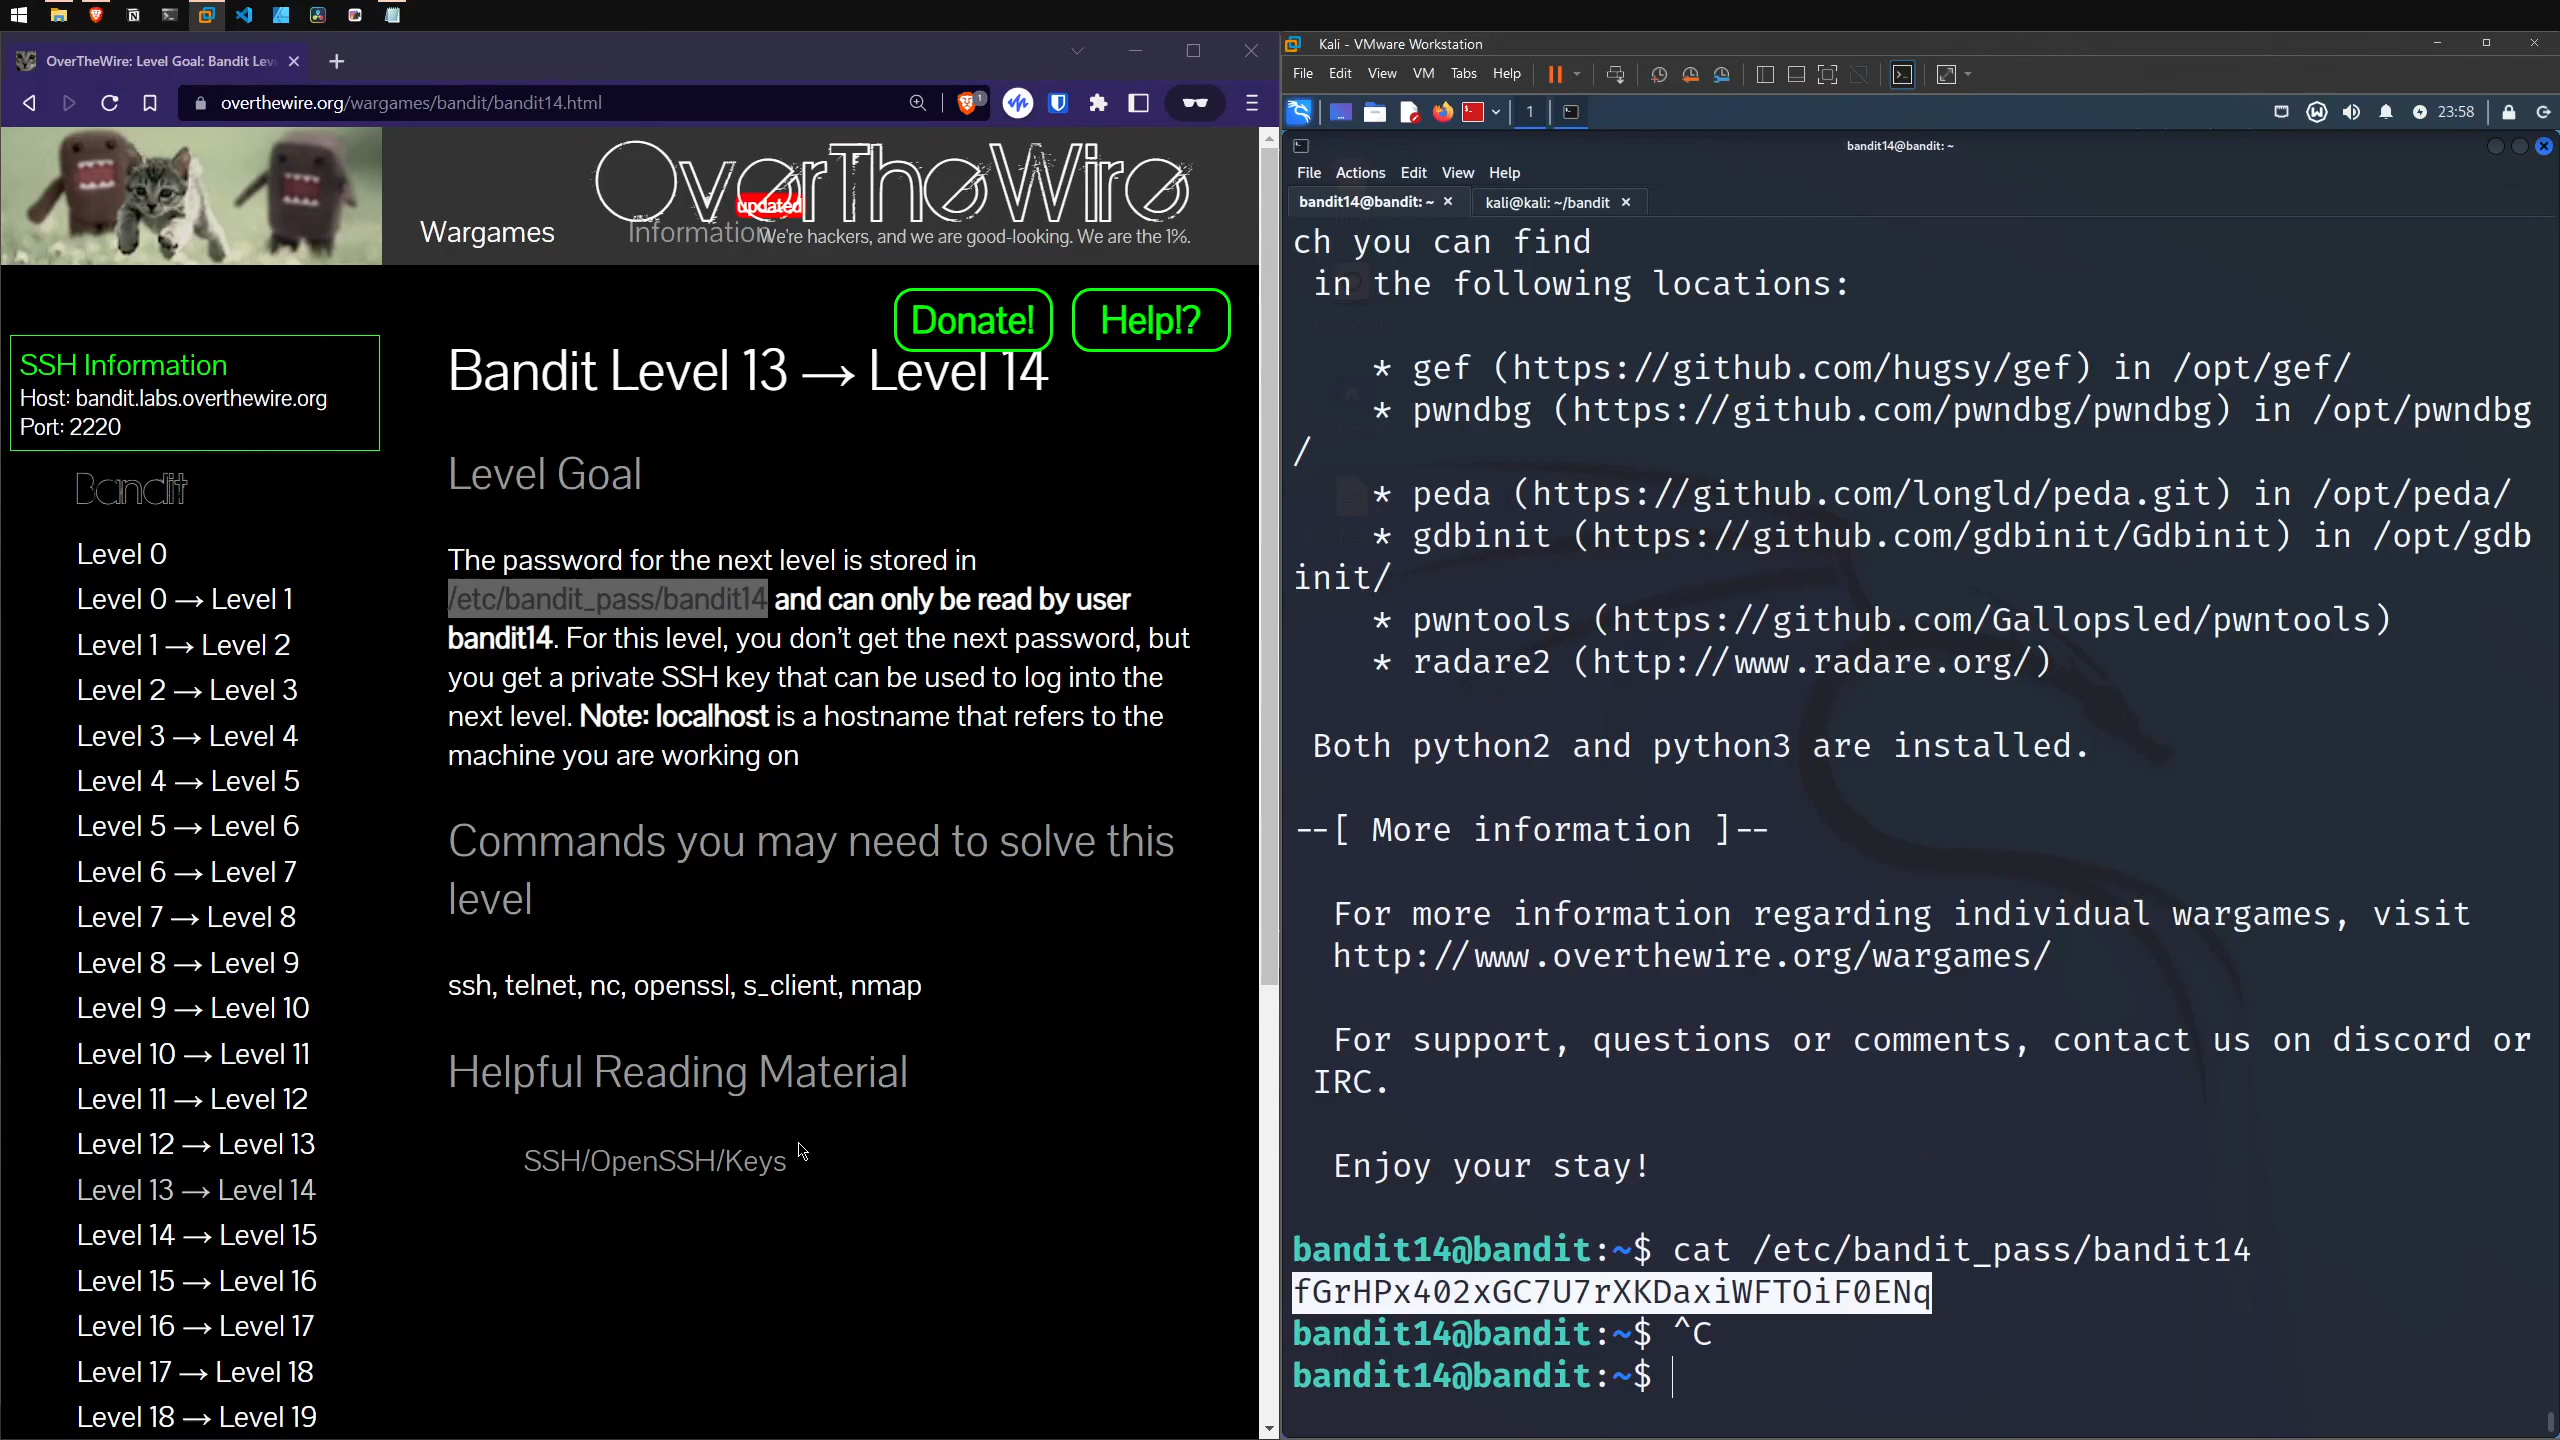 OverTheWire: Level Goal: Bandit Lev
overthewire.org/wargames/bandit/bandit14.html
1
OverTheWire
updated
Wargames
Information
We're hackers, and we are good-looking. We are the 1%.
Donate!
Help!?
SSH Information
Host: bandit.labs.overthewire.org
Port: 2220
Bandit
Level 0
Level 0 → Level 1
Level 1 → Level 2
Level 2 → Level 3
Level 3 → Level 4
Level 4 → Level 5
Level 5 → Level 6
Level 6 → Level 7
Level 7 → Level 8
Level 8 → Level 9
Level 9 → Level 10
Level 10 → Level 11
Level 11 → Level 12
Level 12 → Level 13
Level 13 → Level 14
Level 14 → Level 15
Level 15 → Level 16
Level 16 → Level 17
Level 17 → Level 18
Level 18 → Level 19
Bandit Level 13 → Level 14
Level Goal
The password for the next level is stored in
/etc/bandit_pass/bandit14 and can only be read by user
bandit14. For this level, you don't get the next password, but
you get a private SSH key that can be used to log into the
next level. Note: localhost is a hostname that refers to the
machine you are working on
Commands you may need to solve this
level
ssh, telnet, nc, openssl, s_client, nmap
Helpful Reading Material
SSH/OpenSSH/Keys
Kali - VMware Workstation
File Edit View VM Tabs Help
1
23:58
bandit14@bandit: ~
File Actions Edit View Help
bandit14@bandit: ~
kali@kali: ~/bandit
ch you can find
in the following locations:
* gef (https://github.com/hugsy/gef) in /opt/gef/
* pwndbg (https://github.com/pwndbg/pwndbg) in /opt/pwndbg
/
* peda (https://github.com/longld/peda.git) in /opt/peda/
* gdbinit (https://github.com/gdbinit/Gdbinit) in /opt/gdb
init/
* pwntools (https://github.com/Gallopsled/pwntools)
* radare2 (http://www.radare.org/)
Both python2 and python3 are installed.
--[ More information ]--
For more information regarding individual wargames, visit
http://www.overthewire.org/wargames/
For support, questions or comments, contact us on discord or
IRC.
Enjoy your stay!
bandit14@bandit:~$ cat /etc/bandit_pass/bandit14
fGrHPx402xGC7U7rXKDaxiWFTOiF0ENq
bandit14@bandit:~$ ^C
bandit14@bandit:~$